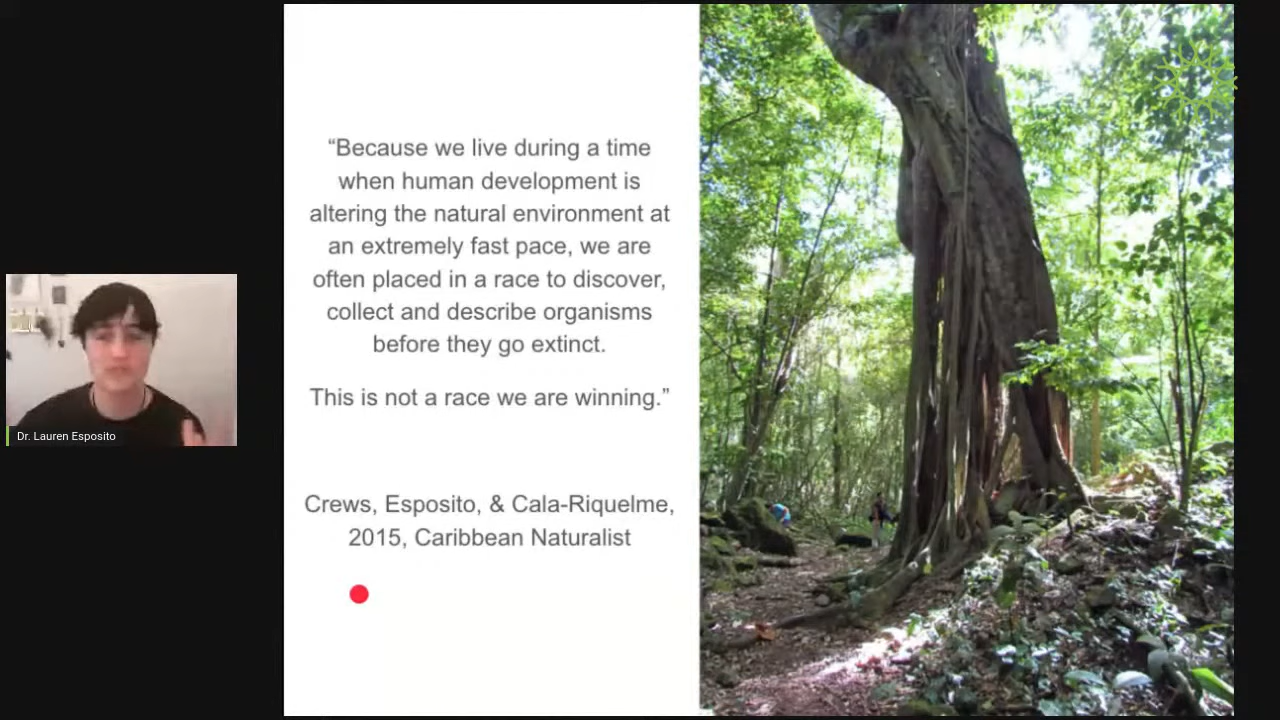 “Because we live during a time
when human development is
altering the natural environment at
an extremely fast pace, we are
often placed in a race to discover,
collect and describe organisms
before they go extinct.
This is not a race we are winning.”
Crews, Esposito, & Cala-Riquelme,
2015, Caribbean Naturalist
Dr. Lauren Esposito